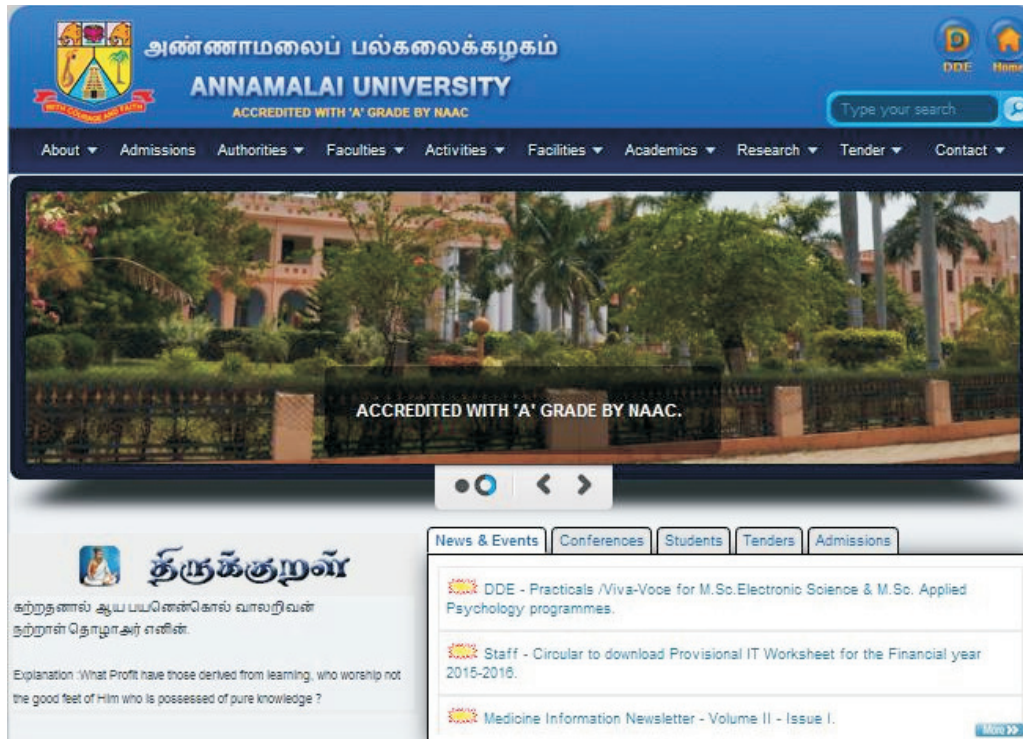 அண்ணாமலைப் பல்கலைக்கழகம்
ANNAMALAI UNIVERSITY
ACCREDITED WITH 'A' GRADE BY NAAC
WITH COURAGE AND FAITH
DDE
Home
Type your search
About Admissions Authorities Faculties Activities Facilities Academics Research Tender Contact
ACCREDITED WITH 'A' GRADE BY NAAC.
திருக்குறள்
கற்றதனால் ஆய பயனென்கொல் வாலறிவன்
நற்றாள் தொழாஅர் எனின்.
Explanation :What Profit have those derived from learning, who worship not
the good feet of Him who is possessed of pure knowledge ?
News & Events Conferences Students Tenders Admissions
DDE - Practicals /Viva-Voce for M.Sc.Electronic Science & M.Sc. Applied
Psychology programmes.
Staff - Circular to download Provisional IT Worksheet for the Financial year
2015-2016.
Medicine Information Newsletter - Volume II - Issue I.
More